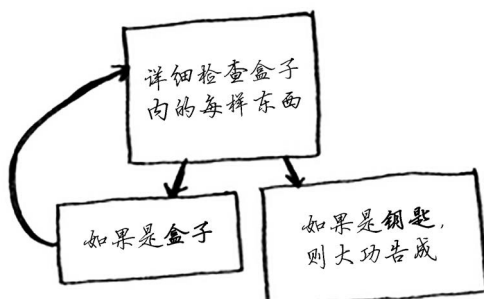 详细检查盒子
内的每样东西
如果是盒子
如果是钥匙，
则大功告成